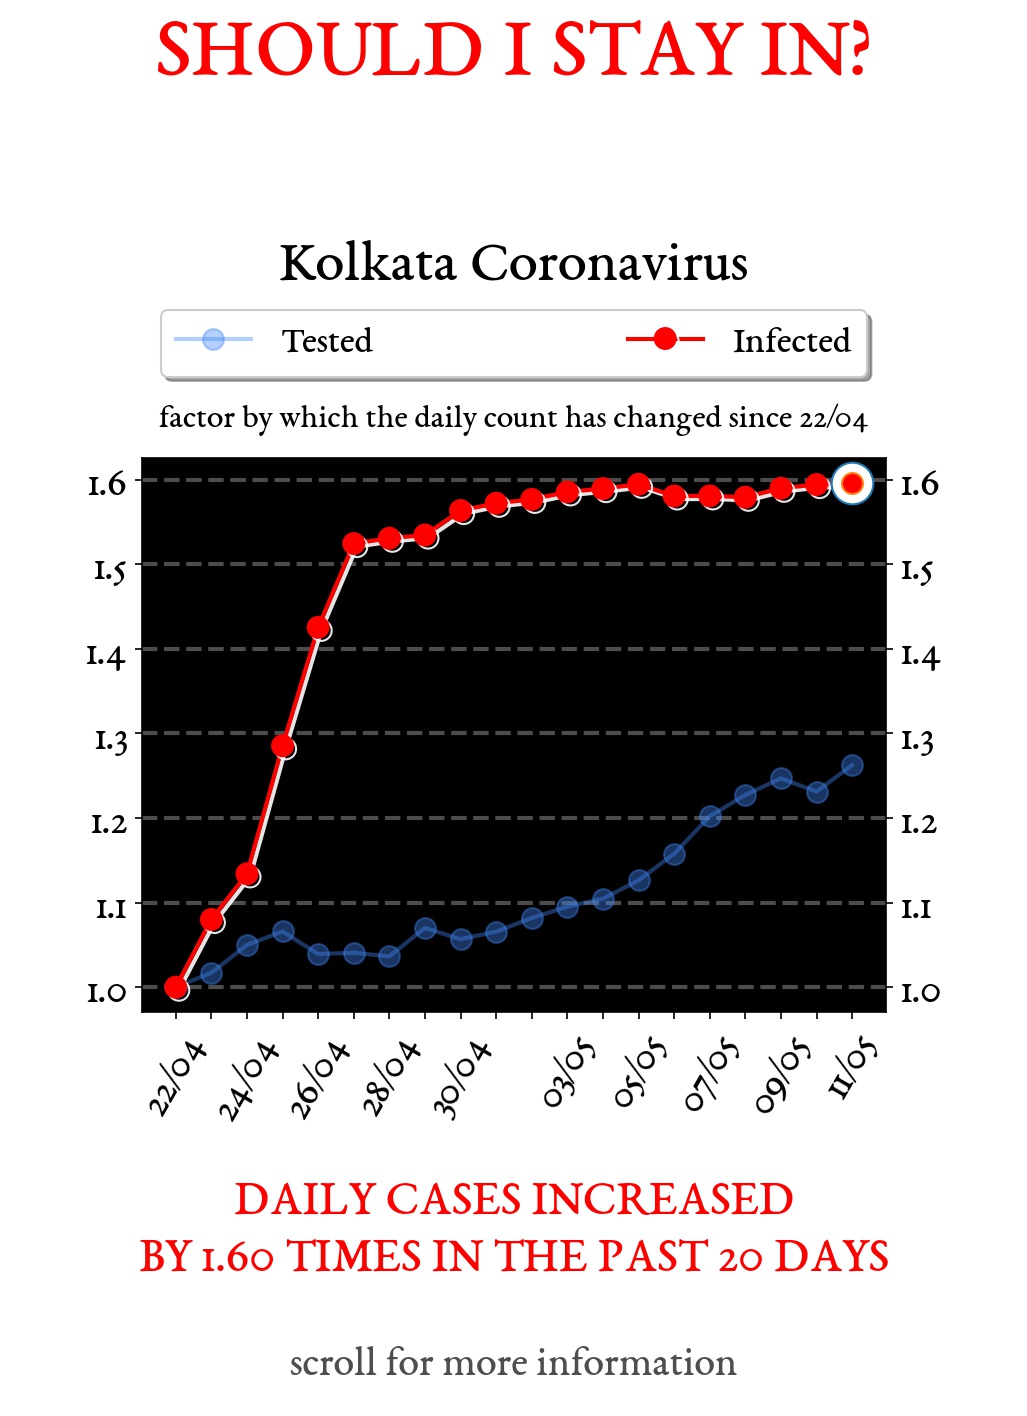 SHOULD I STAY IN?
Kolkata Coronavirus
Tested Infected
factor by which the daily count has changed since 22/04
1.6 1.6
1.5 1.5
1.4 1.4
1.3 1.3
1.2 1.2
1.1 1.1
1.0 1.0
22/04 24/04 26/04 28/04 30/04 03/05 05/05 07/05 09/05 11/05
DAILY CASES INCREASED
BY 1.60 TIMES IN THE PAST 20 DAYS
scroll for more information